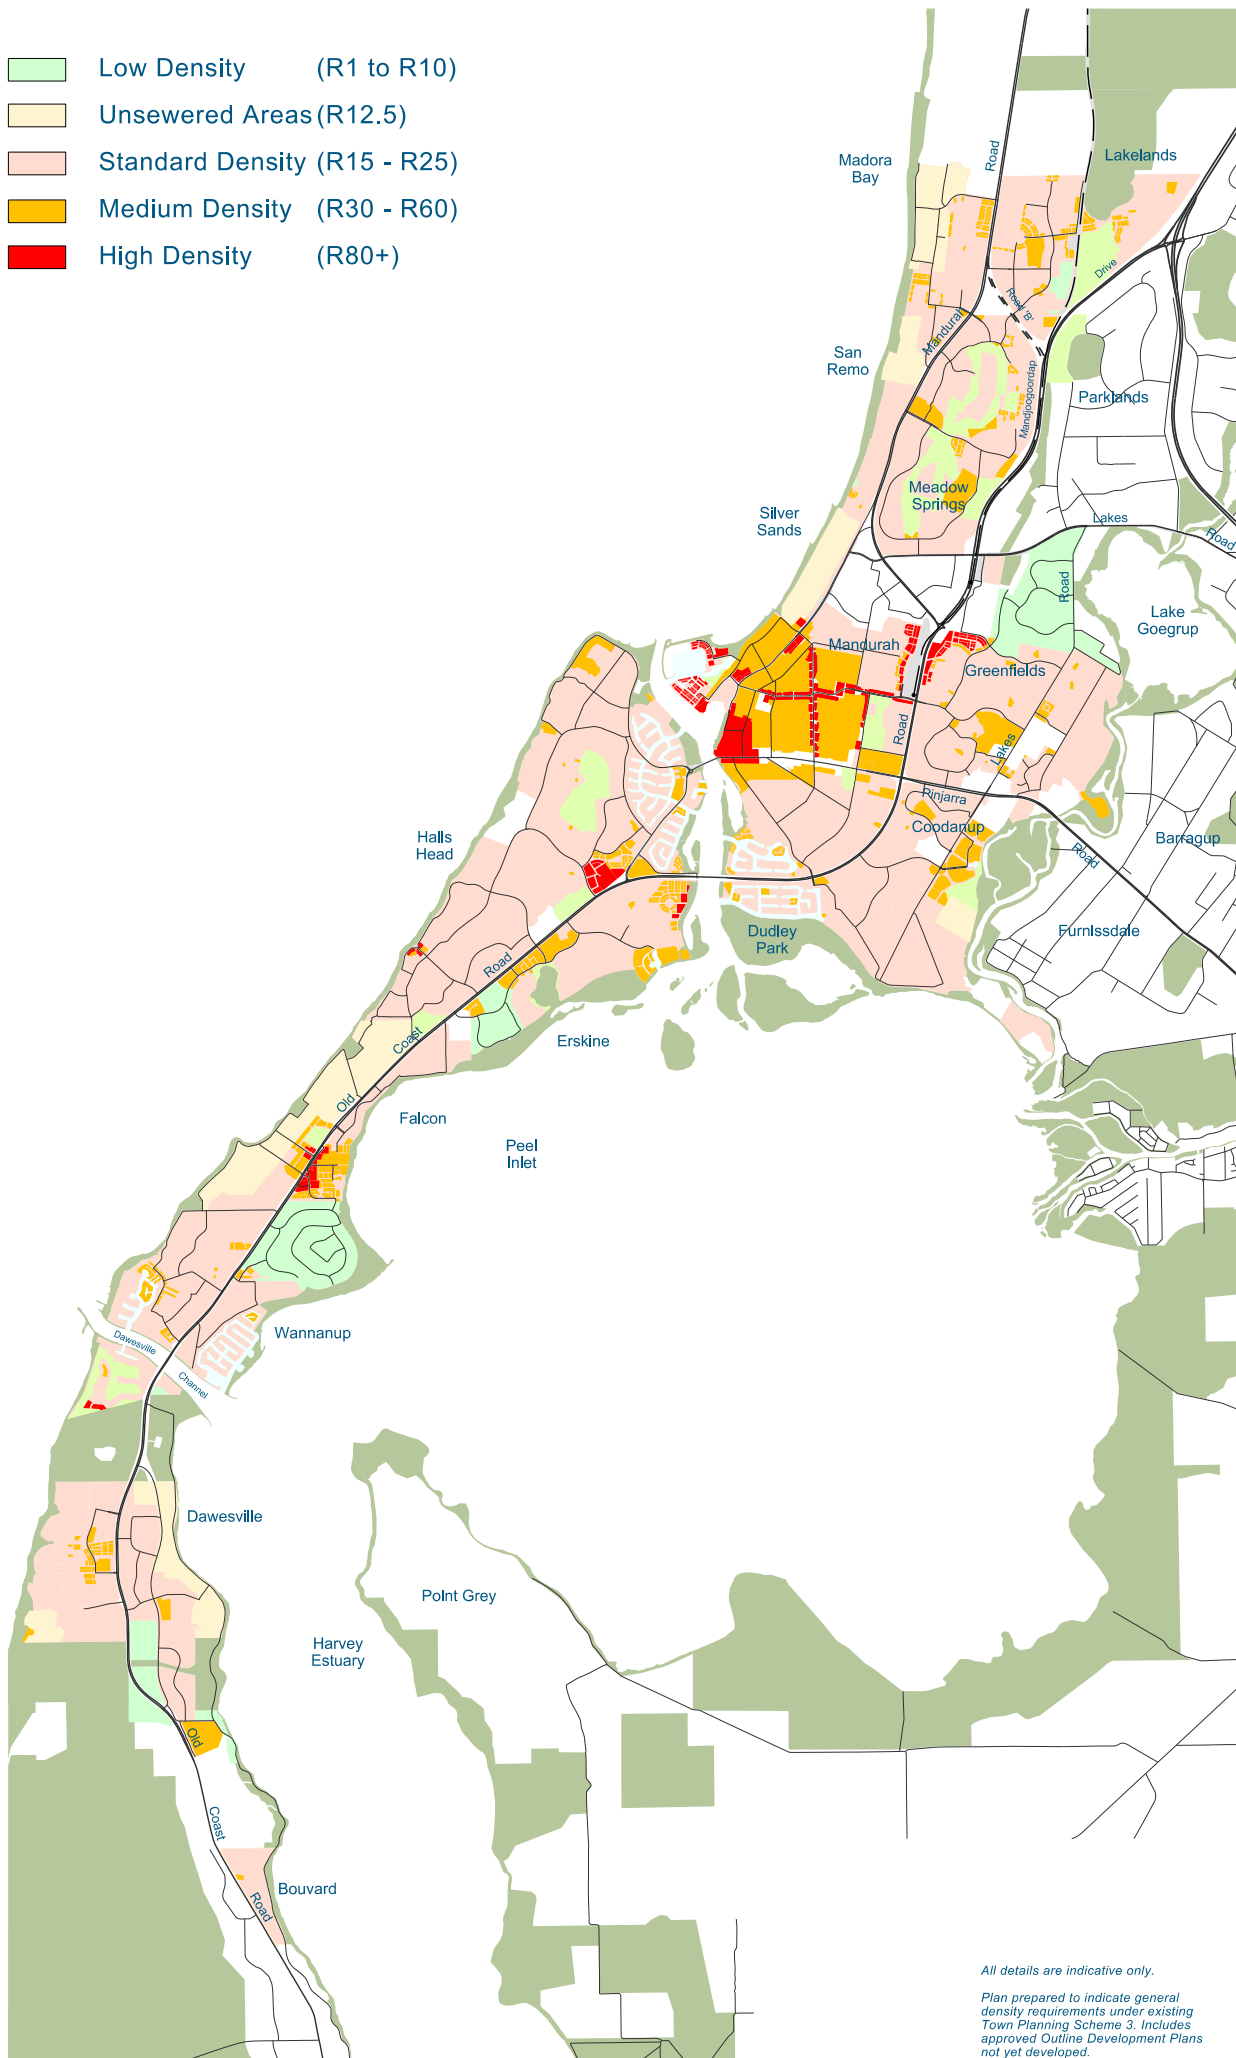 Low Density (R1 to R10)
Unsewered Areas (R12.5)
Standard Density (R15 - R25)
Medium Density (R30 - R60)
High Density (R80+)
Road
Lakelands
Madora
Bay
Drive
Road 'B'
Mandurah
San
Remo
Mandjoogoordap
Parklands
Meadow
Springs
Silver
Sands
Lakes
Road
Road
Lake
Goegrup
Mandurah
Greenfields
Road
Lakes
Pinjarra
Coodanup
Road
Barragup
Halls
Head
Dudley
Park
Furnissdale
Road
Coast
Erskine
Old
Falcon
Peel
Inlet
Wannanup
Dawesville
Channel
Dawesville
Point Grey
Harvey
Estuary
Old
Coast
Road
Bouvard
All details are indicative only.
Plan prepared to indicate general
density requirements under existing
Town Planning Scheme 3. Includes
approved Outline Development Plans
not yet developed.